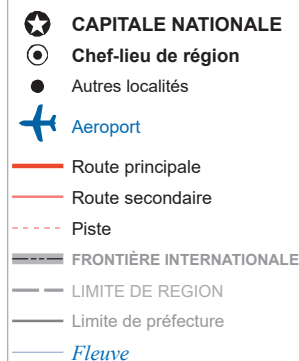 CAPITALE NATIONALE
Chef-lieu de région
Autres localités
Aeroport
Route principale
Route secondaire
Piste
FRONTIÈRE INTERNATIONALE
LIMITE DE REGION
Limite de préfecture
Fleuve